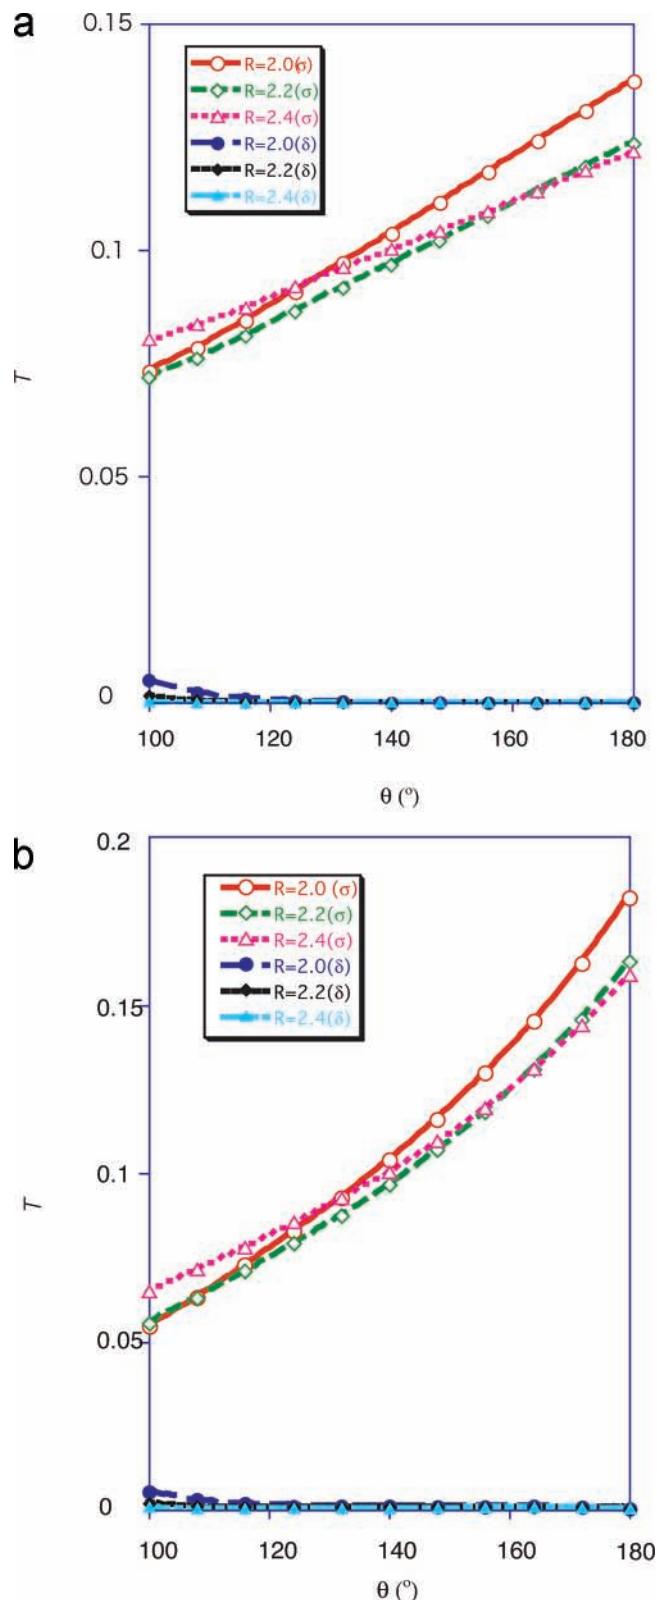 a
0.15
R=2.0(σ)
R=2.2(σ)
R=2.4(σ)
R=2.0(δ)
R=2.2(δ)
R=2.4(δ)
0.1
T
0.05
0
100 120 140 160 180
θ (º)
b
0.2
R=2.0 (σ)
R=2.2(σ)
R=2.4(σ)
R=2.0(δ)
R=2.2(δ)
R=2.4(δ)
0.15
0.1
T
0.05
0
100 120 140 160 180
θ (º)